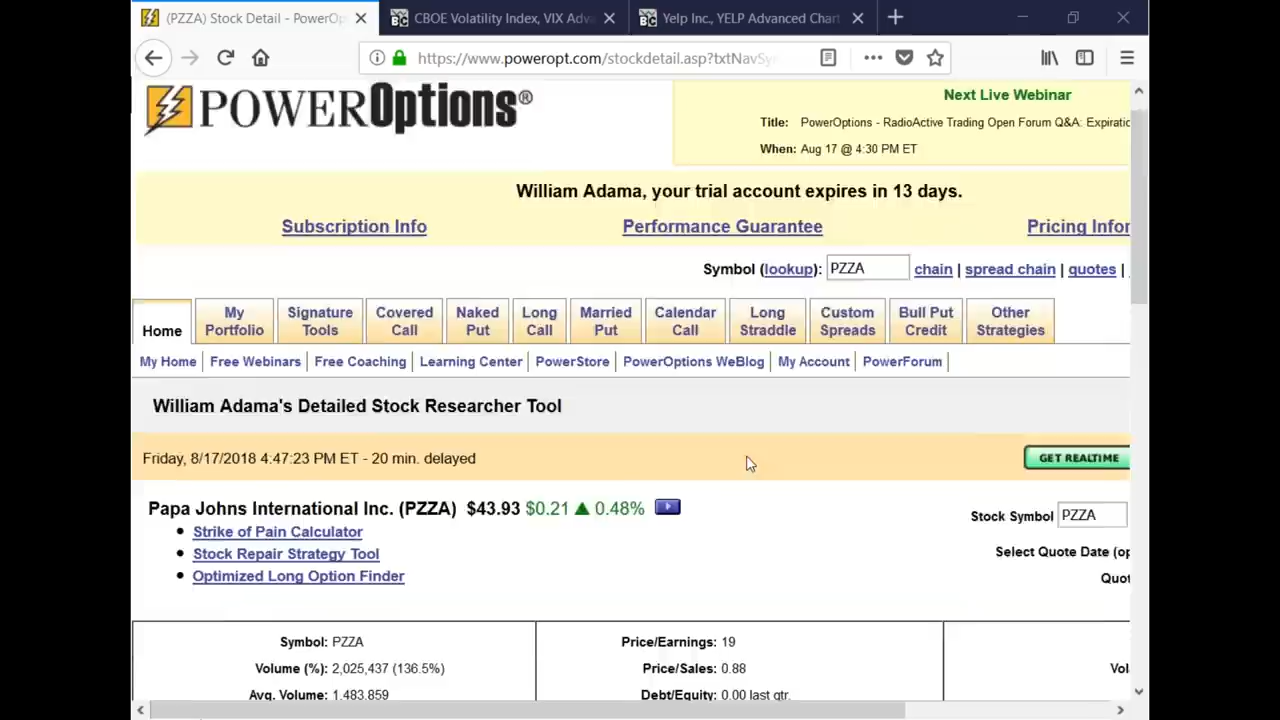 (PZZA) Stock Detail - PowerOp
CBOE Volatility Index, VIX Adva
Yelp Inc., YELP Advanced Chart
https://www.poweropt.com/stockdetail.asp?txtNavSy
POWEROptions®
Next Live Webinar
Title: PowerOptions - RadioActive Trading Open Forum Q&A: Expiratio
When: Aug 17 @ 4:30 PM ET
William Adama, your trial account expires in 13 days.
Subscription Info Performance Guarantee Pricing Infor
Symbol (lookup): PZZA chain | spread chain | quotes |
Home
My Portfolio
Signature Tools
Covered Call
Naked Put
Long Call
Married Put
Calendar Call
Long Straddle
Custom Spreads
Bull Put Credit
Other Strategies
My Home | Free Webinars | Free Coaching | Learning Center | PowerStore | PowerOptions WeBlog | My Account | PowerForum |
William Adama's Detailed Stock Researcher Tool
Friday, 8/17/2018 4:47:23 PM ET - 20 min. delayed
GET REALTIME
Papa Johns International Inc. (PZZA) $43.93 $0.21 ▲ 0.48%
Stock Symbol PZZA
• Strike of Pain Calculator
• Stock Repair Strategy Tool
Select Quote Date (op
• Optimized Long Option Finder
Quot
Symbol: PZZA
Price/Earnings: 19
Volume (%): 2,025,437 (136.5%)
Price/Sales: 0.88
Vol
Avg. Volume: 1,483,859
Debt/Equity: 0.00 last qtr.